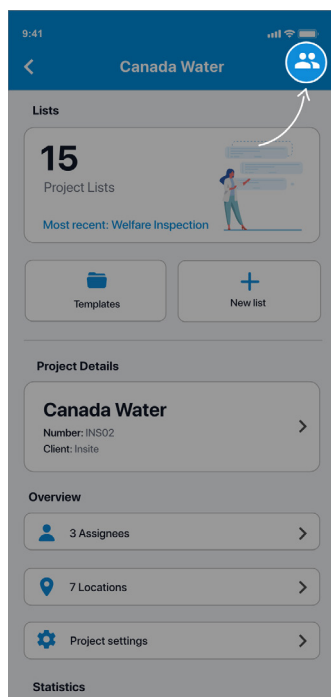 9:41
Canada Water
Lists
15
Project Lists
Most recent: Welfare Inspection
Templates
New list
Project Details
Canada Water
Number: INS02
Client: Insite
Overview
3 Assignees
7 Locations
Project settings
Statistics